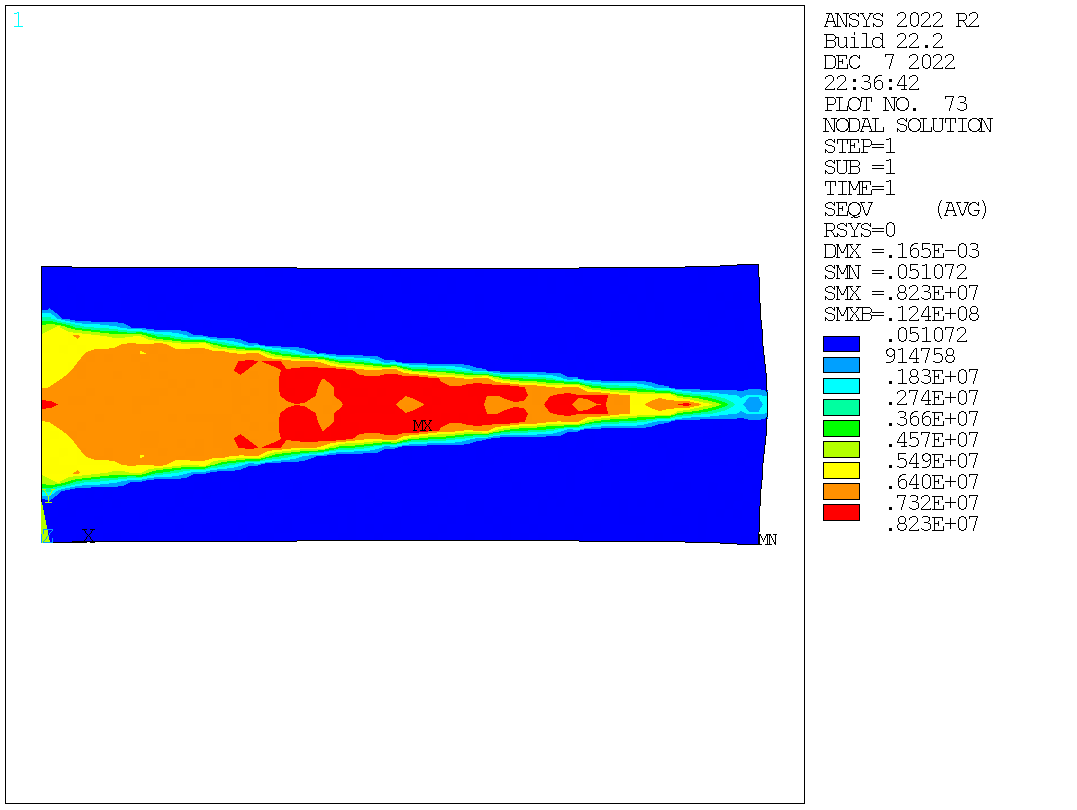 1
ANSYS 2022 R2
Build 22.2
DEC  7 2022
22:36:42
PLOT NO.  73
NODAL SOLUTION
STEP=1
SUB =1
TIME=1
SEQV     (AVG)
RSYS=0
DMX =.165E-03
SMN =.051072
SMX =.823E+07
SMXB=.124E+08
.051072
914758
.183E+07
.274E+07
.366E+07
.457E+07
.549E+07
.640E+07
.732E+07
.823E+07
MX
Y
Z X
MN